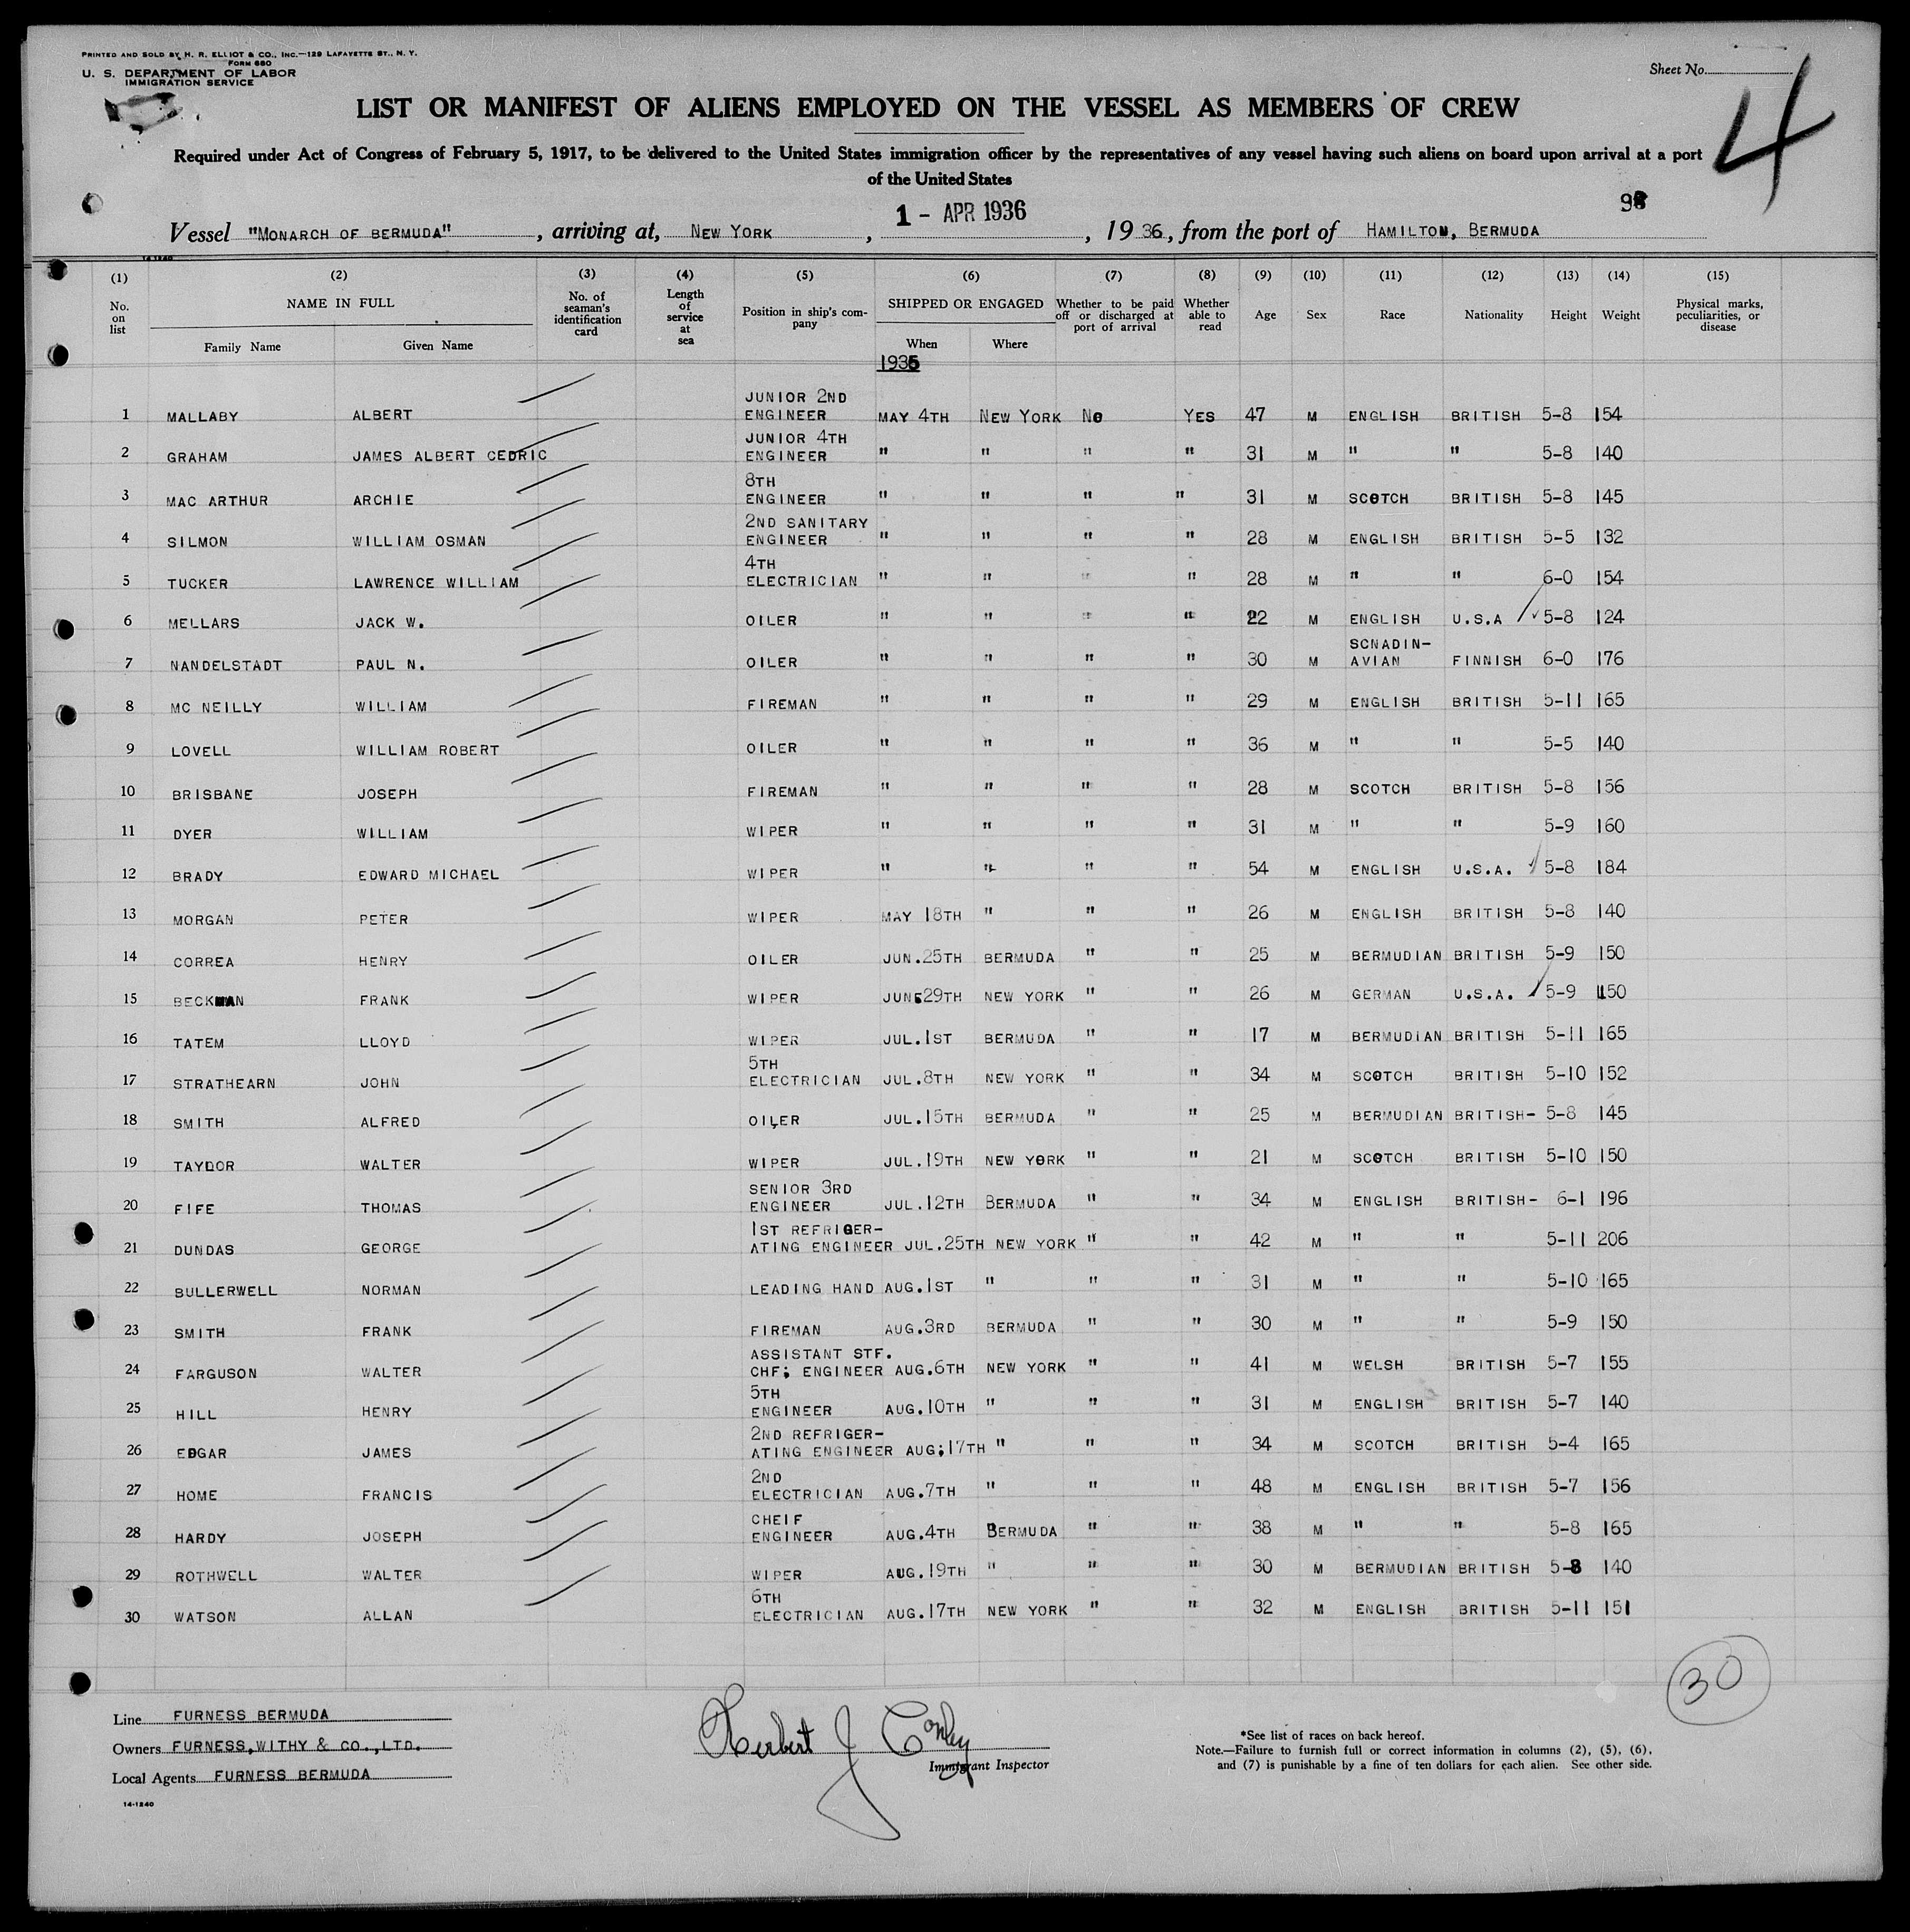 PRINTED AND SOLD BY H. R. ELLIOT & CO., INC.—129 LAFAYETTE ST., N. Y.
FORM 680
U. S. DEPARTMENT OF LABOR
IMMIGRATION SERVICE
Sheet No.
4
LIST OR MANIFEST OF ALIENS EMPLOYED ON THE VESSEL AS MEMBERS OF CREW
Required under Act of Congress of February 5, 1917, to be delivered to the United States immigration officer by the representatives of any vessel having such aliens on board upon arrival at a port
of the United States
Vessel "MONARCH OF BERMUDA", arriving at, NEW YORK, 1 - APR 1936, 1936, from the port of HAMILTON, BERMUDA
14-1240
(1) (2) (3) (4) (5) (6) (7) (8) (9) (10) (11) (12) (13) (14) (15)
No. on list NAME IN FULL No. of seaman's identification card Length of service at sea Position in ship's company SHIPPED OR ENGAGED Whether to be paid off or discharged at port of arrival Whether able to read Age Sex Race Nationality Height Weight Physical marks, peculiarities, or disease
Family Name Given Name When Where
1935
1 MALLABY ALBERT JUNIOR 2ND ENGINEER MAY 4TH NEW YORK NO YES 47 M ENGLISH BRITISH 5-8 154
2 GRAHAM JAMES ALBERT CEDRIC JUNIOR 4TH ENGINEER " " " " 31 M " " 5-8 140
3 MAC ARTHUR ARCHIE 8TH ENGINEER " " " " 31 M SCOTCH BRITISH 5-8 145
4 SILMON WILLIAM OSMAN 2ND SANITARY ENGINEER " " " " 28 M ENGLISH BRITISH 5-5 132
5 TUCKER LAWRENCE WILLIAM 4TH ELECTRICIAN " " " " 28 M " " 6-0 154
6 MELLARS JACK W. OILER " " " " 22 M ENGLISH U.S.A 5-8 124
7 NANDELSTADT PAUL N. OILER " " " " 30 M SCNADIN-AVIAN FINNISH 6-0 176
8 MC NEILLY WILLIAM FIREMAN " " " " 29 M ENGLISH BRITISH 5-11 165
9 LOVELL WILLIAM ROBERT OILER " " " " 36 M " " 5-5 140
10 BRISBANE JOSEPH FIREMAN " " " " 28 M SCOTCH BRITISH 5-8 156
11 DYER WILLIAM WIPER " " " " 31 M " " 5-9 160
12 BRADY EDWARD MICHAEL WIPER " " " " 54 M ENGLISH U.S.A. 5-8 184
13 MORGAN PETER WIPER MAY 18TH " " " 26 M ENGLISH BRITISH 5-8 140
14 CORREA HENRY OILER JUN.25TH BERMUDA " " 25 M BERMUDIAN BRITISH 5-9 150
15 BECKMAN FRANK WIPER JUNE29TH NEW YORK " " 26 M GERMAN U.S.A. 5-9 150
16 TATEM LLOYD WIPER JUL.1ST BERMUDA " " 17 M BERMUDIAN BRITISH 5-11 165
17 STRATHEARN JOHN 5TH ELECTRICIAN JUL.8TH NEW YORK " " 34 M SCOTCH BRITISH 5-10 152
18 SMITH ALFRED OILER JUL.15TH BERMUDA " " 25 M BERMUDIAN BRITISH- 5-8 145
19 TAYDOR WALTER WIPER JUL.19TH NEW YORK " " 21 M SCOTCH BRITISH 5-10 150
20 FIFE THOMAS SENIOR 3RD ENGINEER JUL.12TH BERMUDA " " 34 M ENGLISH BRITISH- 6-1 196
21 DUNDAS GEORGE 1ST REFRIGER-ATING ENGINEER JUL.25TH NEW YORK " " 42 M " " 5-11 206
22 BULLERWELL NORMAN LEADING HAND AUG.1ST " " " 31 M " " 5-10 165
23 SMITH FRANK FIREMAN AUG.3RD BERMUDA " " 30 M " " 5-9 150
24 FARGUSON WALTER ASSISTANT STF. CHF; ENGINEER AUG.6TH NEW YORK " " 41 M WELSH BRITISH 5-7 155
25 HILL HENRY 5TH ENGINEER AUG.10TH " " " 31 M ENGLISH BRITISH 5-7 140
26 EDGAR JAMES 2ND REFRIGER-ATING ENGINEER AUG;17TH " " " 34 M SCOTCH BRITISH 5-4 165
27 HOME FRANCIS 2ND ELECTRICIAN AUG.7TH " " " 48 M ENGLISH BRITISH 5-7 156
28 HARDY JOSEPH CHEIF ENGINEER AUG.4TH BERMUDA " " 38 M " " 5-8 165
29 ROTHWELL WALTER WIPER AUG.19TH " " " 30 M BERMUDIAN BRITISH 5-8 140
30 WATSON ALLAN 6TH ELECTRICIAN AUG.17TH NEW YORK " " 32 M ENGLISH BRITISH 5-11 151
30
Line FURNESS BERMUDA
Owners FURNESS,WITHY & CO.,LTD.
Local Agents FURNESS BERMUDA
14-1240
Herbert J Conley
Immigrant Inspector
*See list of races on back hereof.
Note.—Failure to furnish full or correct information in columns (2), (5), (6),
and (7) is punishable by a fine of ten dollars for each alien. See other side.